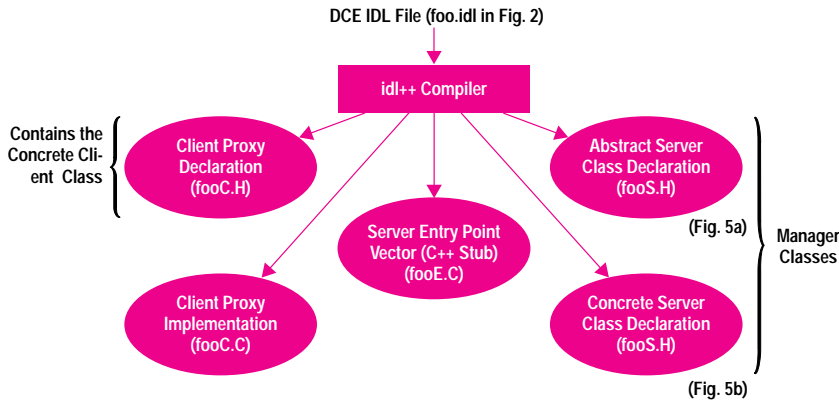 DCE IDL File (foo.idl in Fig. 2)
idl++ Compiler
Contains the
Concrete Cli-
ent Class
Client Proxy
Declaration
(fooC.H)
Abstract Server
Class Declaration
(fooS.H)
(Fig. 5a)
Server Entry Point
Vector (C++ Stub)
(fooE.C)
Manager
Classes
Client Proxy
Implementation
(fooC.C)
Concrete Server
Class Declaration
(fooS.H)
(Fig. 5b)